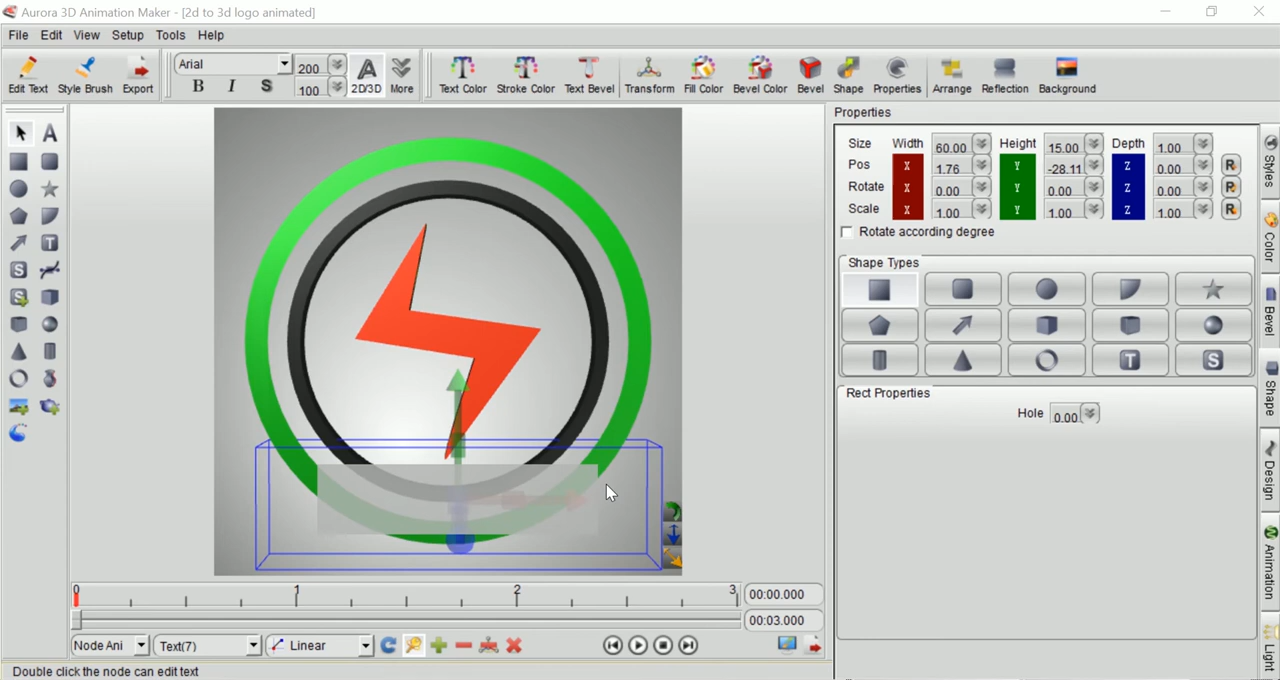 Aurora 3D Animation Maker - [2d to 3d logo animated]
File Edit View Setup Tools Help
Arial 200
B I S 100
Edit Text Style Brush Export 2D/3D More Text Color Stroke Color Text Bevel Transform Fill Color Bevel Color Bevel Shape Properties Arrange Reflection Background
Properties
Size Width 60.00 Height 15.00 Depth 1.00
Pos X 1.76 Y -28.11 Z 0.00 R
Rotate X 0.00 Y 0.00 Z 0.00 R
Scale X 1.00 Y 1.00 Z 1.00 R
Rotate according degree
Shape Types
T S
Rect Properties
Hole 0.00
Styles
Color
Bevel
Shape
Design
Animation
Light
A
T
S
S
0 1 2 3 00:00.000
00:03.000
Node Ani Text(7) Linear
Double click the node can edit text